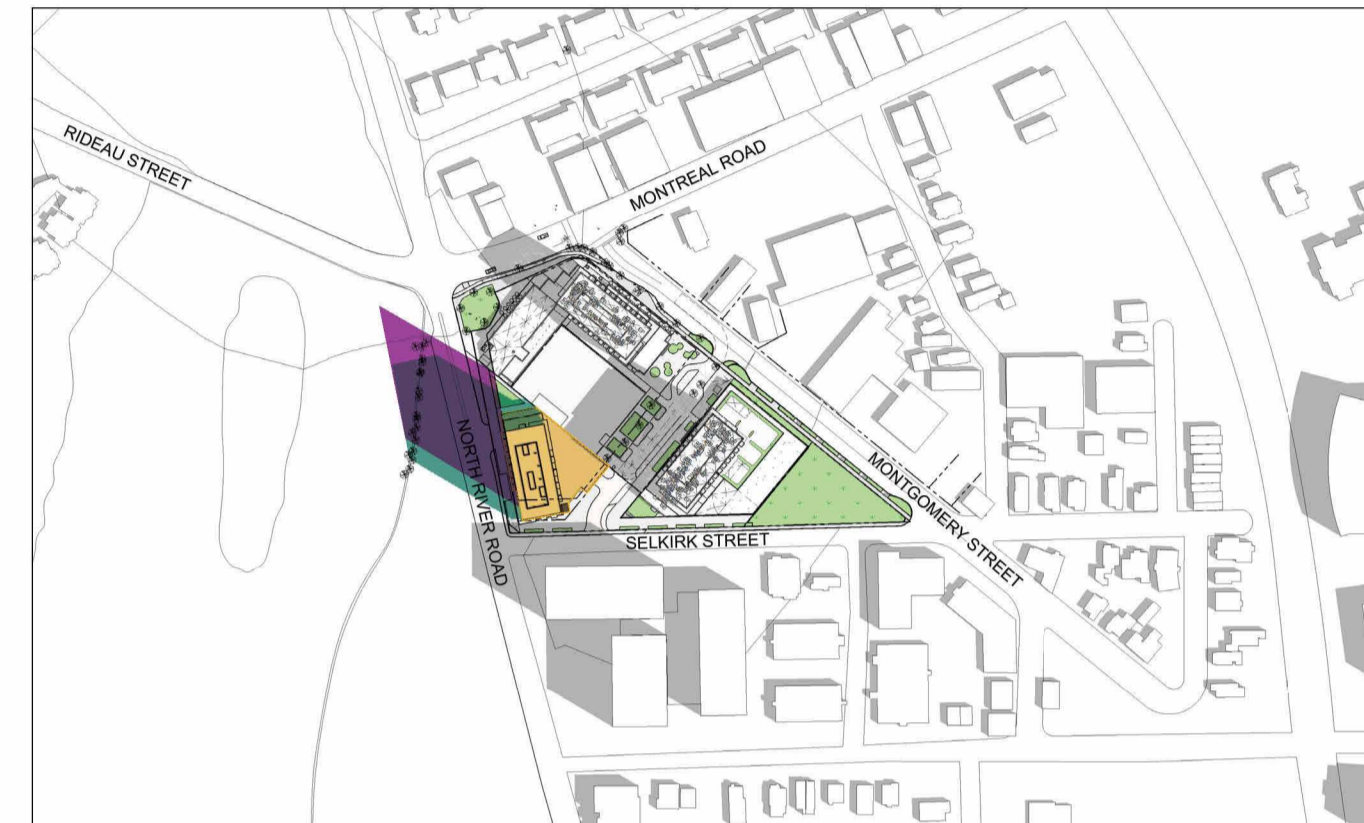 RIDEAU STREET
MONTREAL ROAD
NORTH RIVER ROAD
MONTGOMERY STREET
SELKIRK STREET